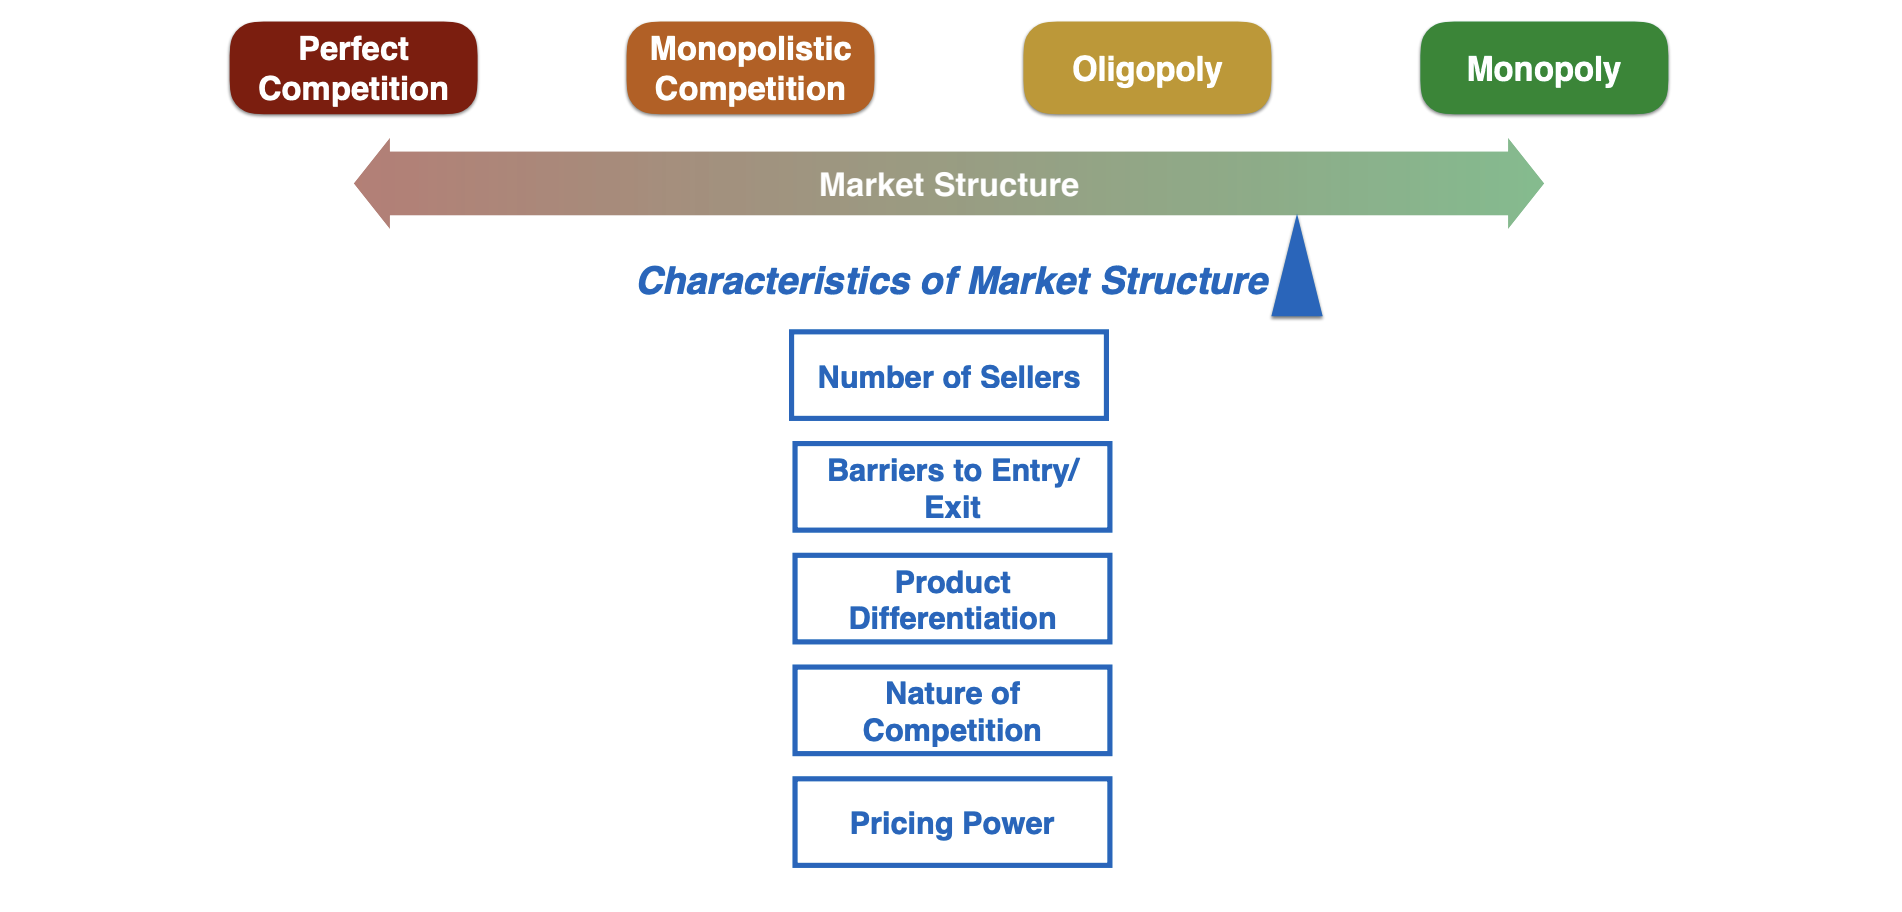 Perfect
Competition
Monopolistic
Competition
Oligopoly
Monopoly
Market Structure
Characteristics of Market Structure
Number of Sellers
Barriers to Entry/
Exit
Product
Differentiation
Nature of
Competition
Pricing Power